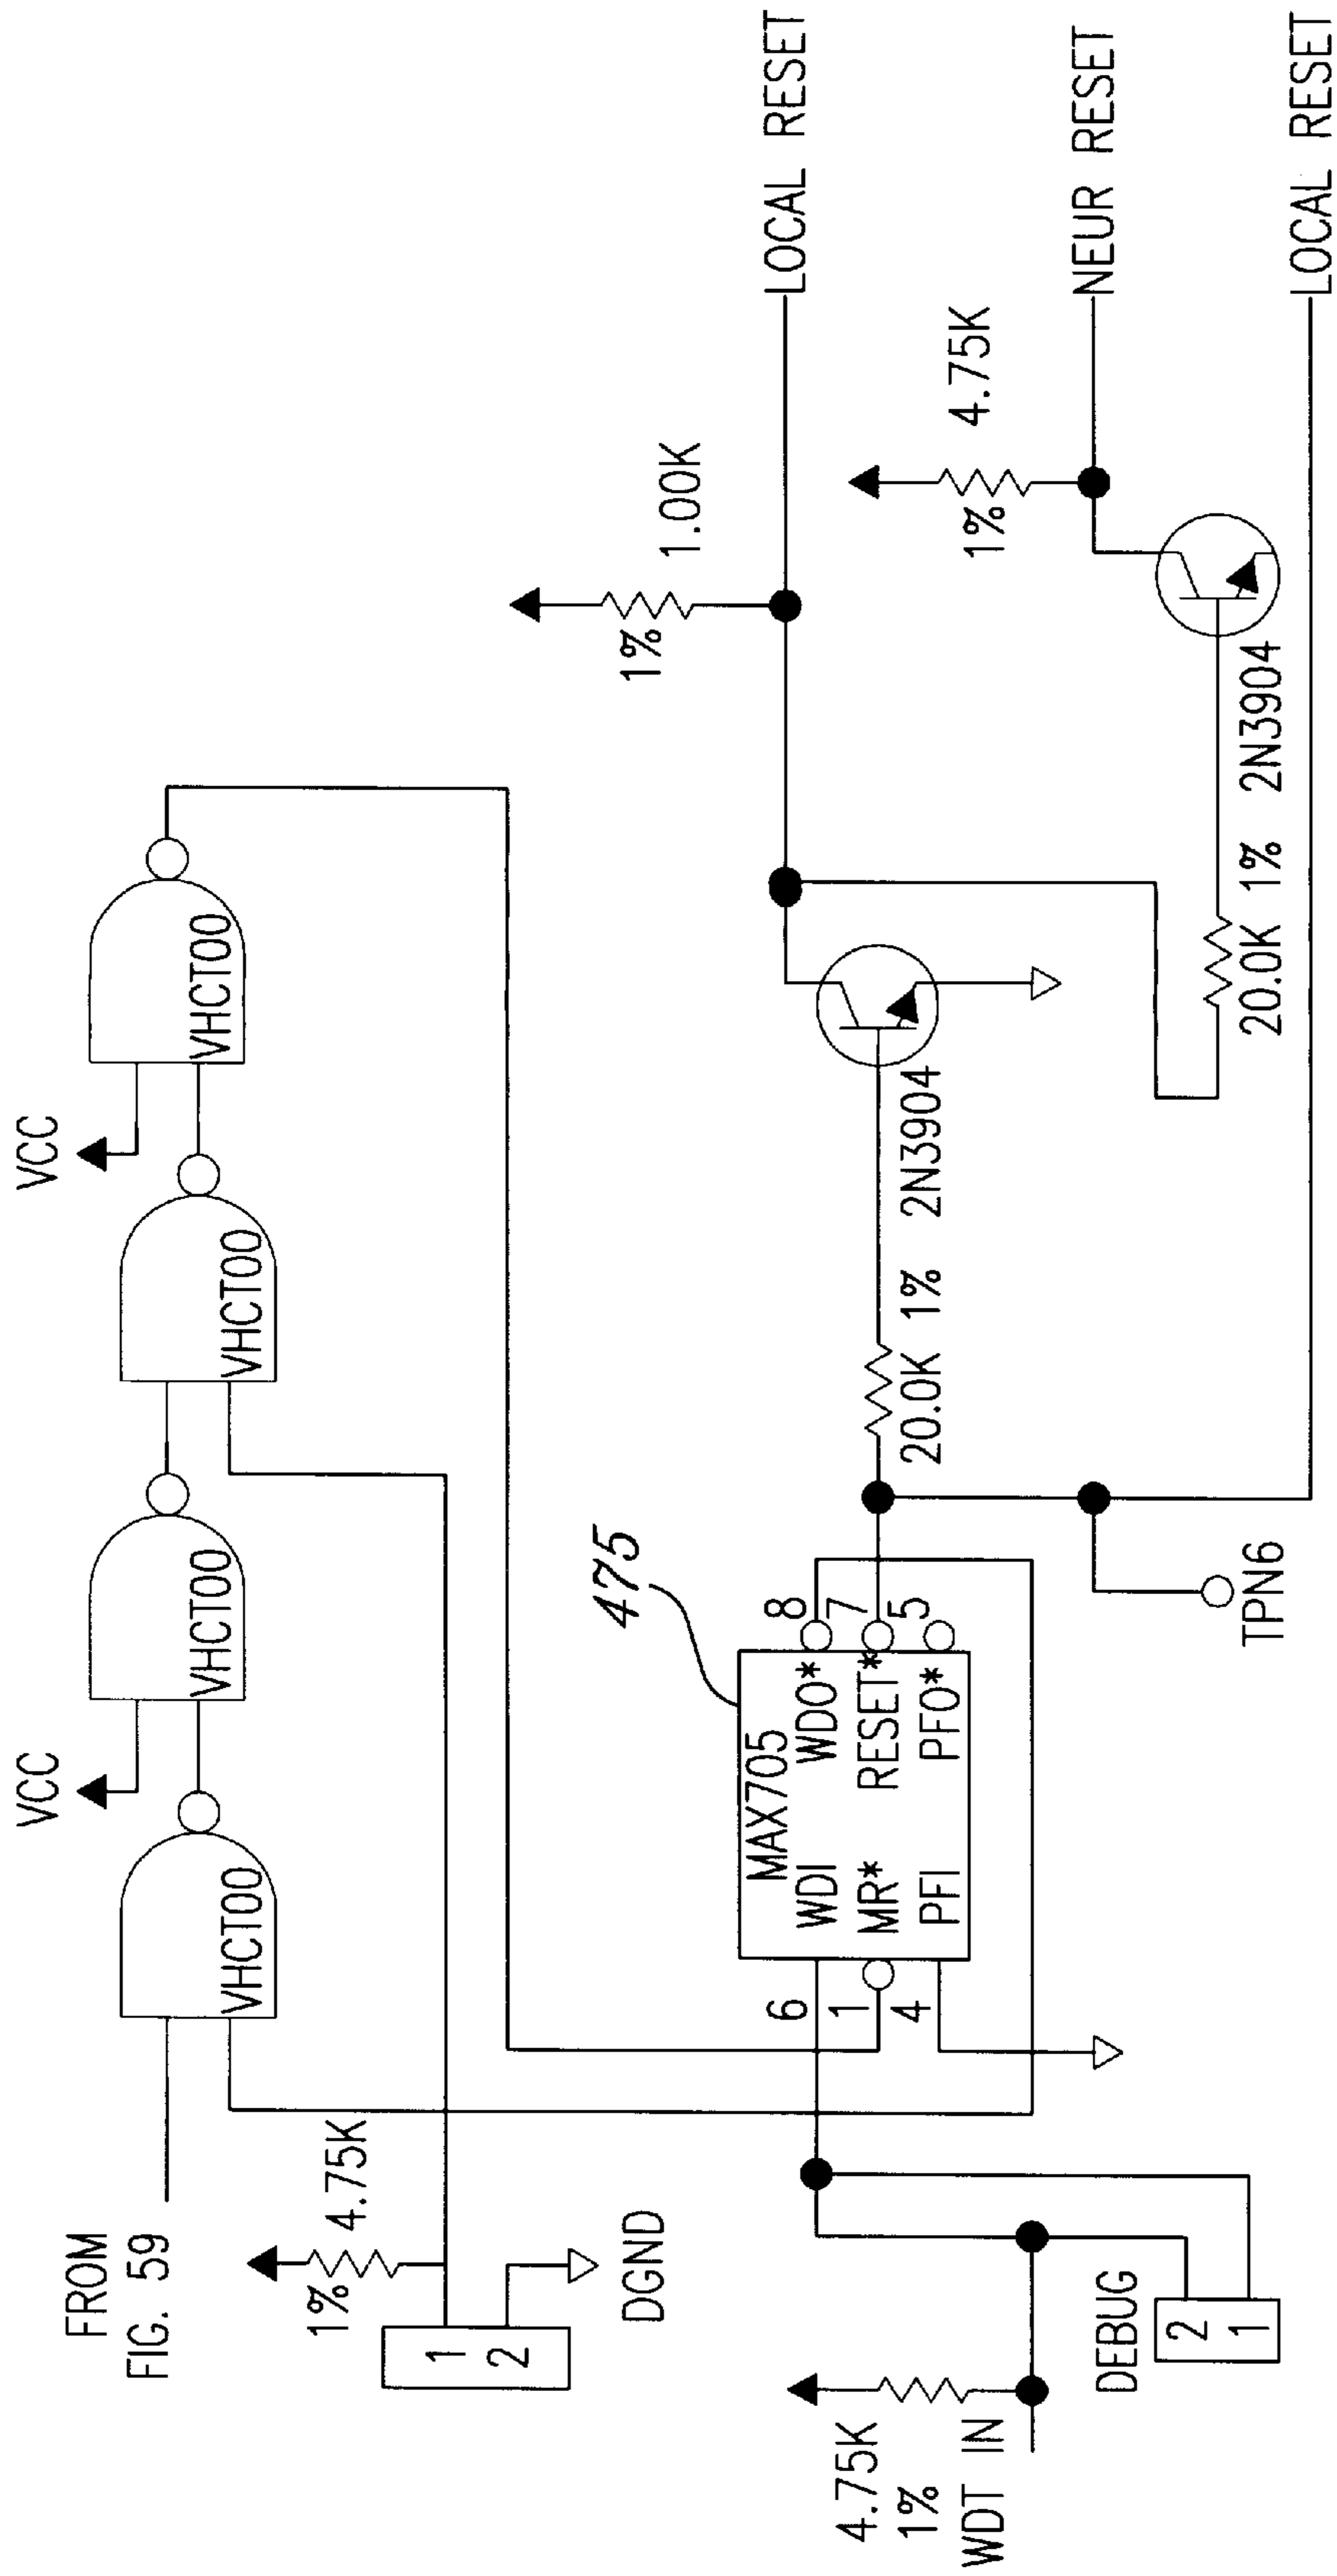 FROM
FIG. 59
VHCT00
VCC
VHCT00
VHCT00
VCC
VHCT00
1%
4.75K
1
2
DGND
1%
1.00K
LOCAL RESET
475
MAX705
6
WDI
WDO*
8
1
MR*
RESET*
7
4
PFI
PFO*
5
20.0K 1% 2N3904
4.75K
1%
WDT IN
DEBUG
2
1
TPN6
1%
4.75K
NEUR RESET
20.0K 1% 2N3904
LOCAL RESET